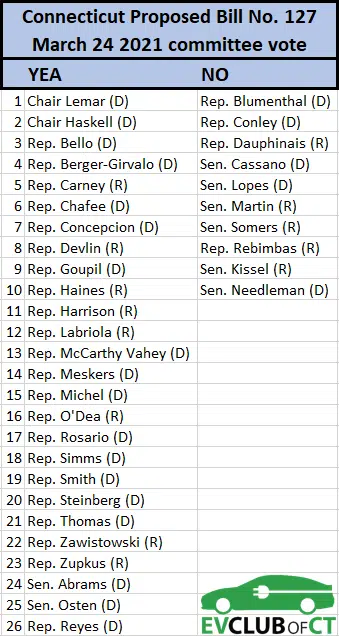 Connecticut Proposed Bill No. 127
March 24 2021 committee vote
YEA NO
1 Chair Lemar (D) Rep. Blumenthal (D)
2 Chair Haskell (D) Rep. Conley (D)
3 Rep. Bello (D) Rep. Dauphinais (R)
4 Rep. Berger-Girvalo (D) Sen. Cassano (D)
5 Rep. Carney (R) Sen. Lopes (D)
6 Rep. Chafee (D) Sen. Martin (R)
7 Rep. Concepcion (D) Sen. Somers (R)
8 Rep. Devlin (R) Rep. Rebimbas (R)
9 Rep. Goupil (D) Sen. Kissel (R)
10 Rep. Haines (R) Sen. Needleman (D)
11 Rep. Harrison (R)
12 Rep. Labriola (R)
13 Rep. McCarthy Vahey (D)
14 Rep. Meskers (D)
15 Rep. Michel (D)
16 Rep. O'Dea (R)
17 Rep. Rosario (D)
18 Rep. Simms (D)
19 Rep. Smith (D)
20 Rep. Steinberg (D)
21 Rep. Thomas (D)
22 Rep. Zawistowski (R)
23 Rep. Zupkus (R)
24 Sen. Abrams (D)
25 Sen. Osten (D)
26 Rep. Reyes (D)
EVCLUBOFCT